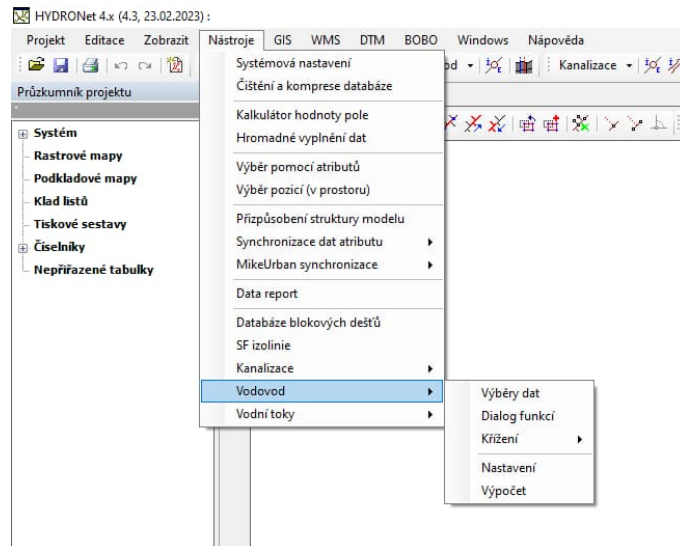 HYDRONet 4.x (4.3, 23.02.2023) :
Projekt Editace Zobrazit Nástroje GIS WMS DTM BOBO Windows Nápověda
Kanalizace
Průzkumník projektu
Systém
Rastrové mapy
Podkladové mapy
Klad listů
Tiskové sestavy
Číselníky
Nepřiřazené tabulky
Systémová nastavení
Čištění a komprese databáze
Kalkulátor hodnoty pole
Hromadné vyplnění dat
Výběr pomocí atributů
Výběr pozicí (v prostoru)
Přizpůsobení struktury modelu
Synchronizace dat atributu
MikeUrban synchronizace
Data report
Databáze blokových dešťů
SF izolinie
Kanalizace
Vodovod
Vodní toky
Výběry dat
Dialog funkcí
Křížení
Nastavení
Výpočet